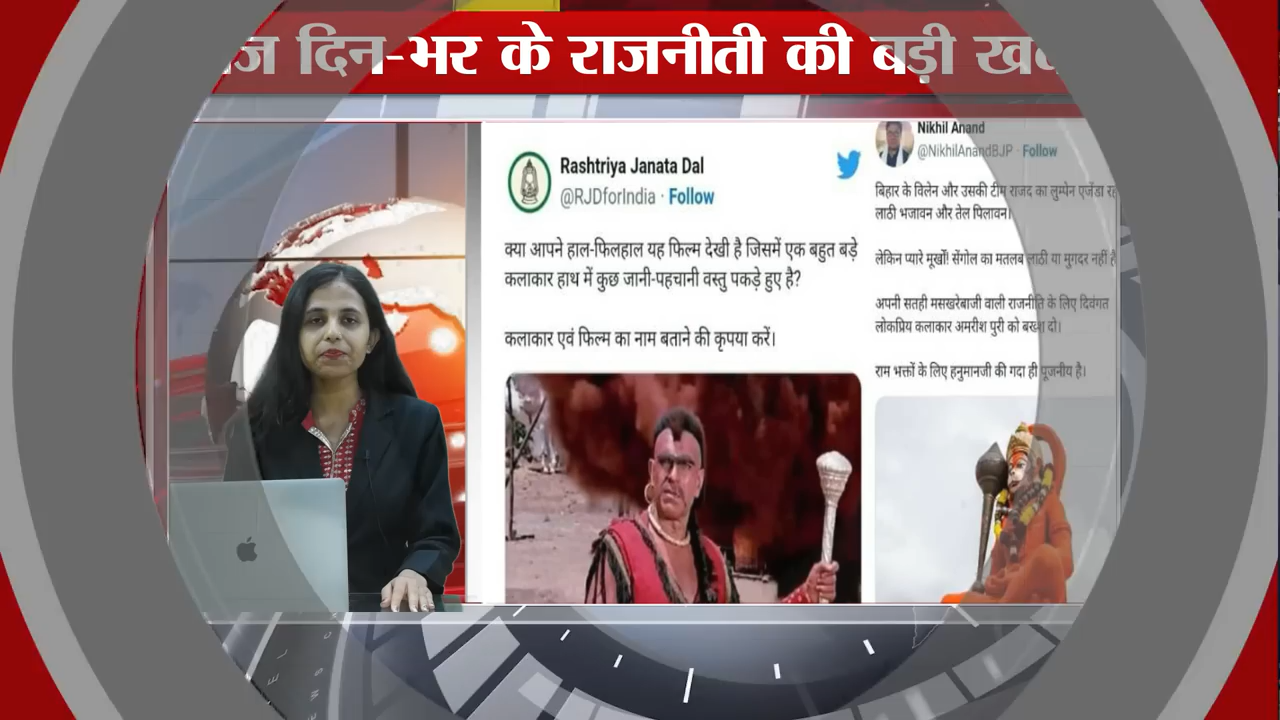 दिन-भर के राजनीती की बड़ी
Rashtriya Janata Dal
@RJDforIndia · Follow
क्या आपने हाल-फिलहाल यह फिल्म देखी है जिसमें एक बहुत बड़े
कलाकार हाथ में कुछ जानी-पहचानी वस्तु पकड़े हुए है?
कलाकार एवं फिल्म का नाम बताने की कृपया करें।
Nikhil Anand
@NikhilAnandBJP · Follow
बिहार के विलेन और उसकी टीम राजद का लुम्पेन एजेंडा
लाठी भजावन और तेल पिलावन।
लेकिन प्यारे मूर्खों! सेंगोल का मतलब लाठी या मुगदर नहीं
अपनी सतही मसखरेबाजी वाली राजनीति के लिए दिवंगत
लोकप्रिय कलाकार अमरीश पुरी को बख्श दो।
राम भक्तों के लिए हनुमानजी की गदा ही पूजनीय है।